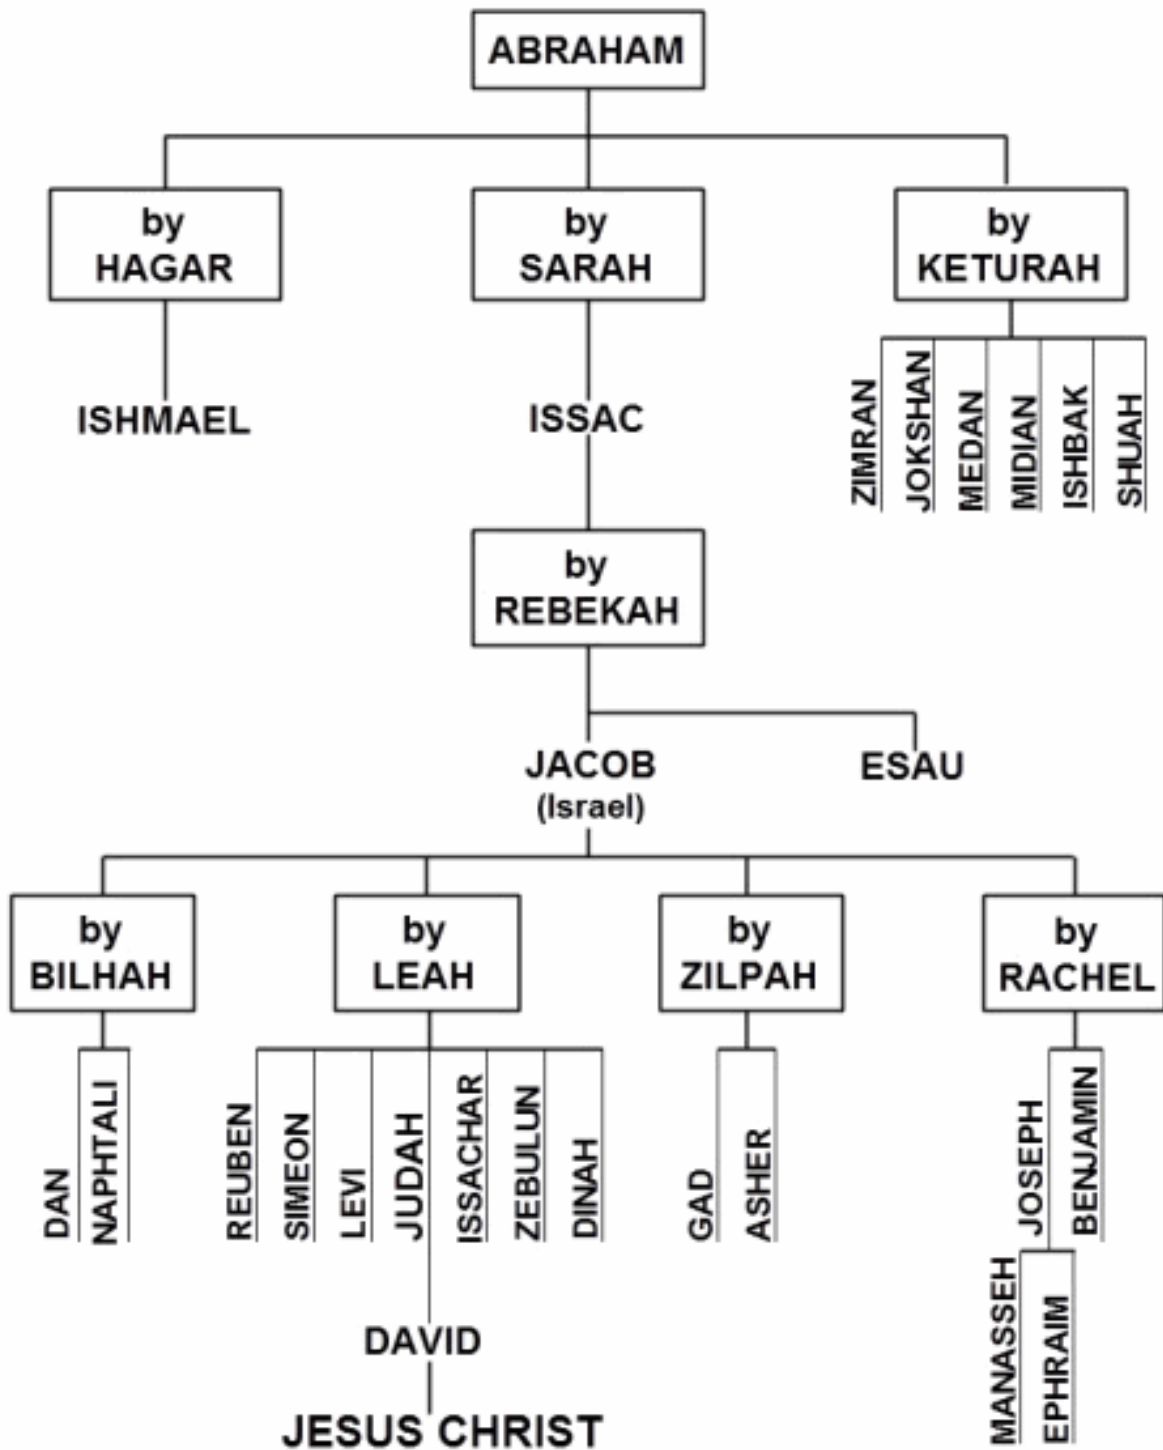 ABRAHAM
by
HAGAR
by
SARAH
by
KETURAH
ISHMAEL
ISSAC
ZIMRAN
JOKSHAN
MEDAN
MIDIAN
ISHBAK
SHUAH
by
REBEKAH
JACOB
(Israel)
ESAU
by
BILHAH
by
LEAH
by
ZILPAH
by
RACHEL
DAN
NAPHTALI
REUBEN
SIMEON
LEVI
JUDAH
ISSACHAR
ZEBULUN
DINAH
GAD
ASHER
JOSEPH
BENJAMIN
MANASSEH
EPHRAIM
DAVID
JESUS CHRIST